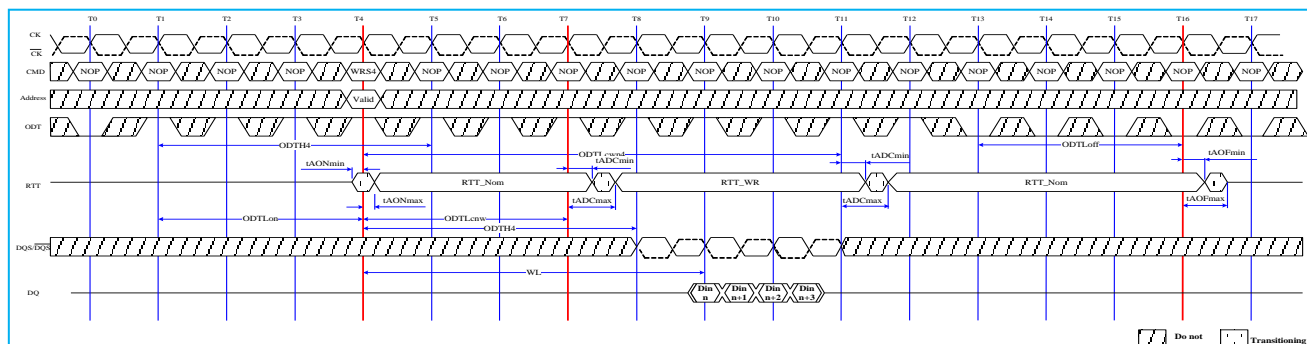 T0 T1 T2 T3 T4 T5 T6 T7 T8 T9 T10 T11 T12 T13 T14 T15 T16 T17
CK
CK
CMD NOP NOP NOP NOP WRS4 NOP NOP NOP NOP NOP NOP NOP NOP NOP NOP NOP NOP NOP
Address Valid
ODT
ODTH4 ODTLcwn4 ODTLoff
tAONmin tADCmin tADCmin tAOFmin
RTT RTT_Nom RTT_WR RTT_Nom
tAONmax tADCmax tADCmax tAOFmax
ODTLon ODTLcnw
ODTH4
DQS/DQS
WL
DQ Din n Din n+1 Din n+2 Din n+3
Do not Transitioning